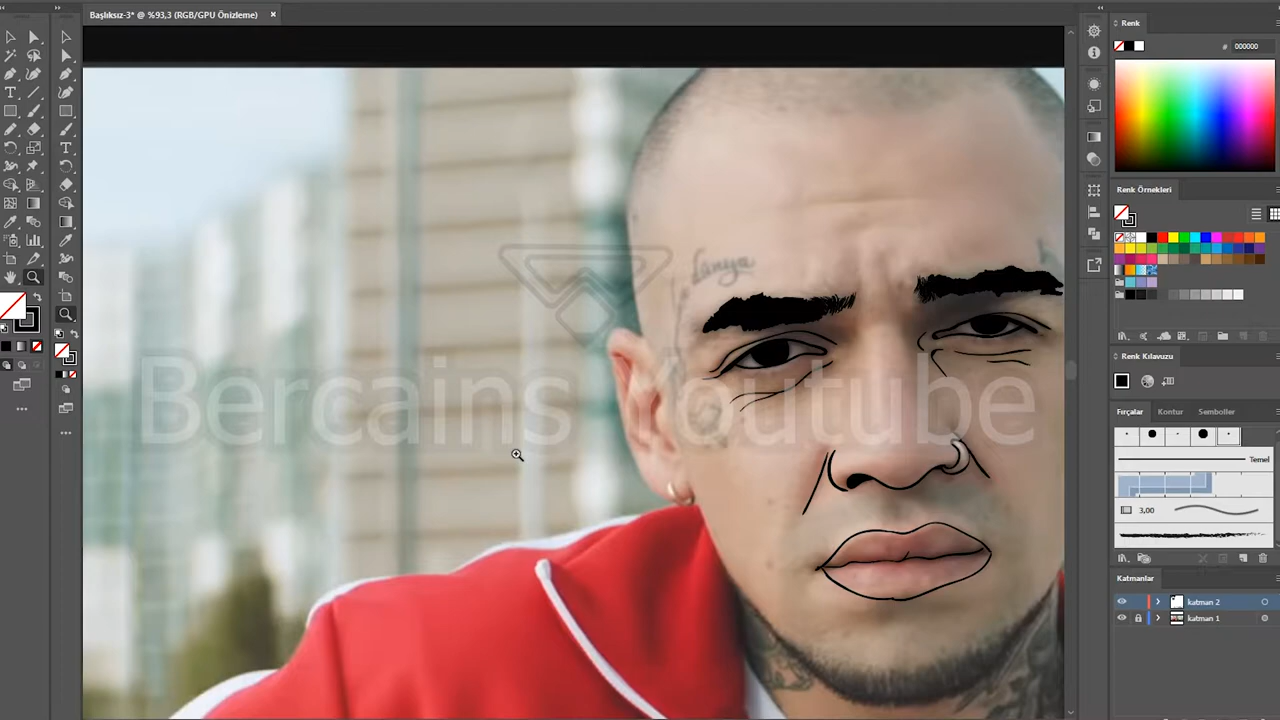 Başlıksız-3* @ %93,3 (RGB/GPU Önizleme)
Renk
# 000000
Renk Örnekleri
Renk Kılavuzu
Fırçalar Kontur Semboller
Temel
3,00
Katmanlar
katman 2
katman 1
Bercains Youtube